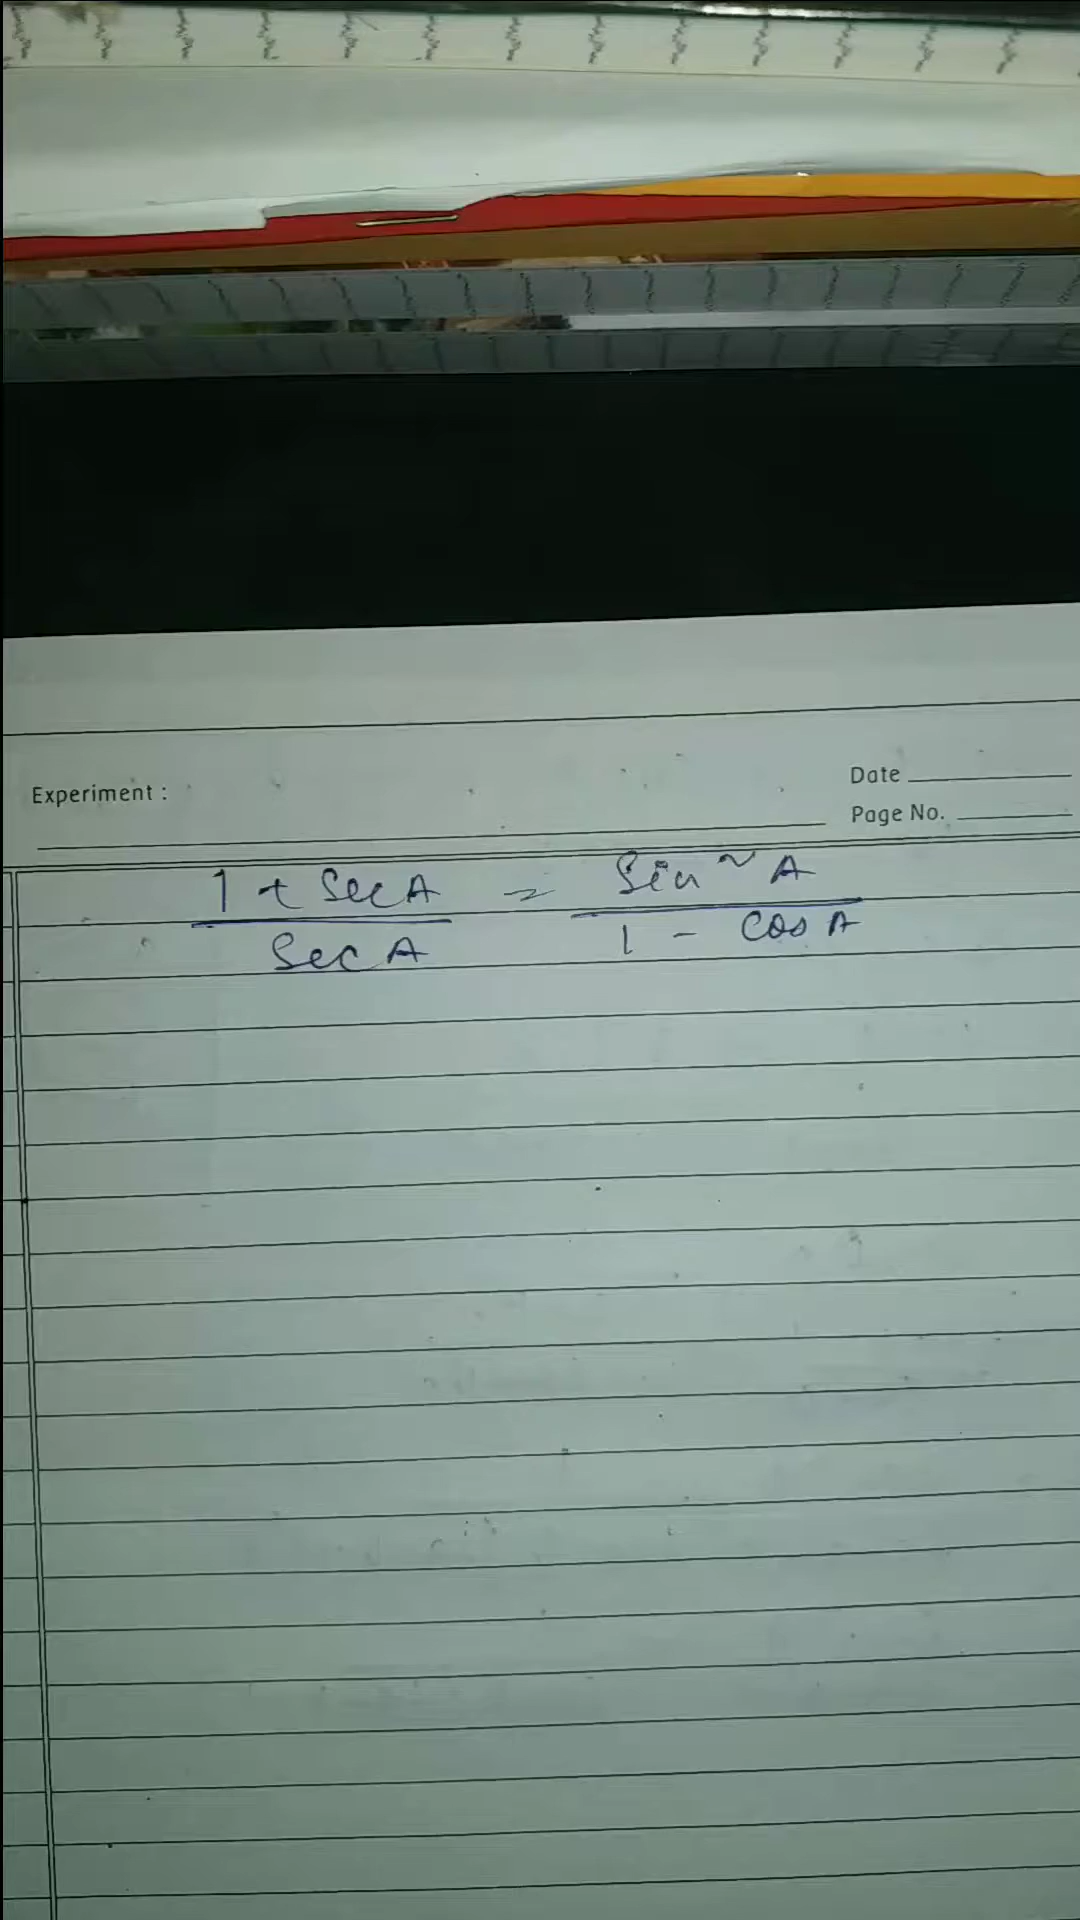 Date
Experiment :
Page No.
1 + SecA = Sin~ A
SecA 1 - cosA